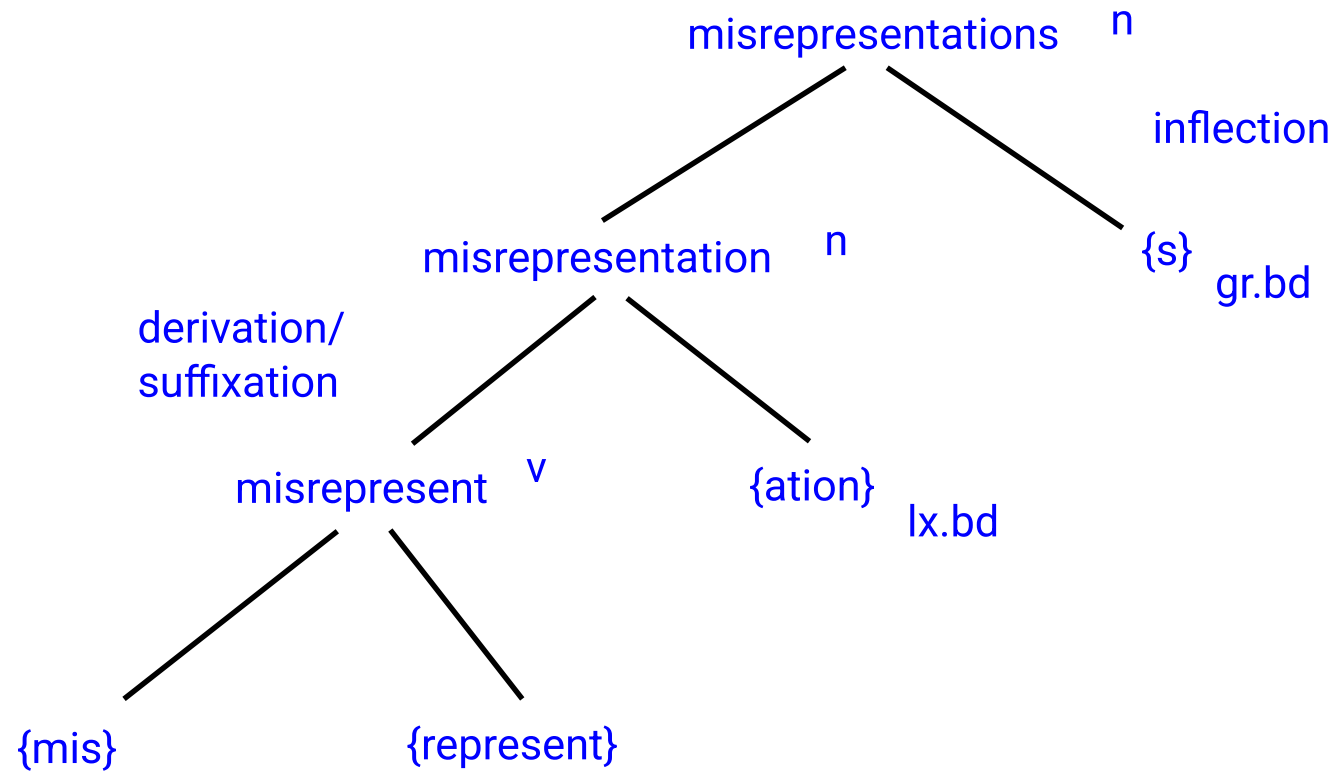 misrepresentations n
inflection
misrepresentation n
{s} gr.bd
derivation/
suffixation
misrepresent v
{ation} lx.bd
{mis}
{represent}